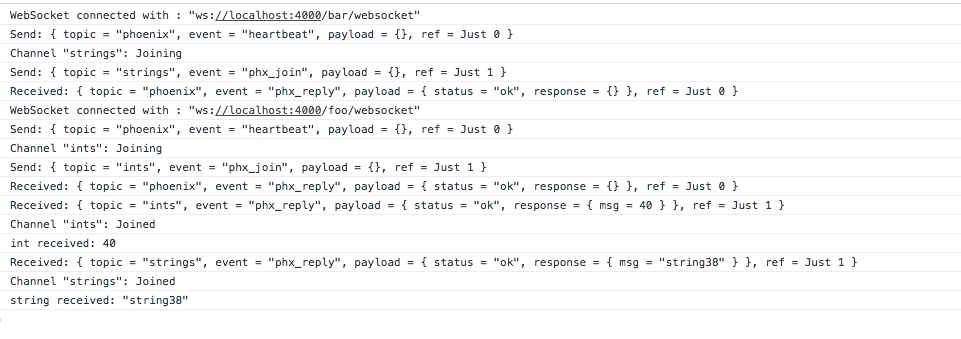 WebSocket connected with : "ws://localhost:4000/bar/websocket"
Send: { topic = "phoenix", event = "heartbeat", payload = {}, ref = Just 0 }
Channel "strings": Joining
Send: { topic = "strings", event = "phx_join", payload = {}, ref = Just 1 }
Received: { topic = "phoenix", event = "phx_reply", payload = { status = "ok", response = {} }, ref = Just 0 }
WebSocket connected with : "ws://localhost:4000/foo/websocket"
Send: { topic = "phoenix", event = "heartbeat", payload = {}, ref = Just 0 }
Channel "ints": Joining
Send: { topic = "ints", event = "phx_join", payload = {}, ref = Just 1 }
Received: { topic = "phoenix", event = "phx_reply", payload = { status = "ok", response = {} }, ref = Just 0 }
Received: { topic = "ints", event = "phx_reply", payload = { status = "ok", response = { msg = 40 } }, ref = Just 1 }
Channel "ints": Joined
int received: 40
Received: { topic = "strings", event = "phx_reply", payload = { status = "ok", response = { msg = "string38" } }, ref = Just 1 }
Channel "strings": Joined
string received: "string38"